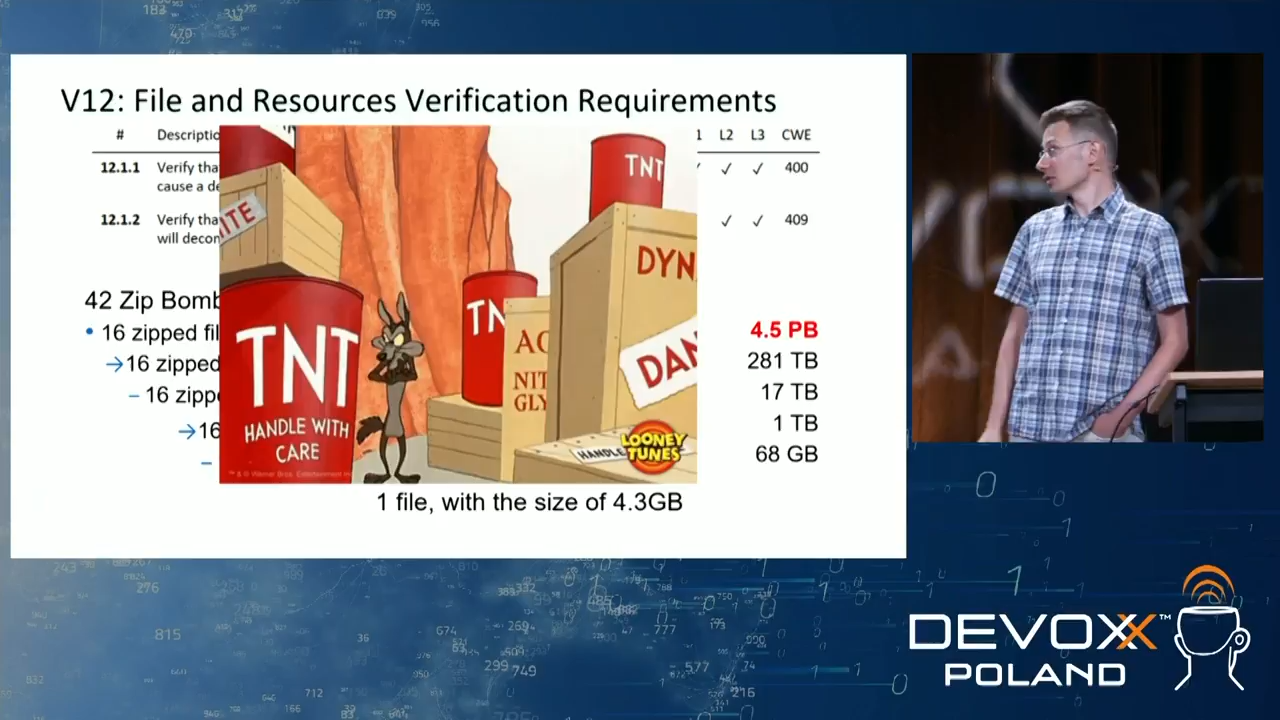 V12: File and Resources Verification Requirements
# Descriptio L2 L3 CWE
12.1.1 Verify tha ✓ ✓ 400
cause a de
12.1.2 Verify tha ✓ ✓ 409
will decon
42 Zip Bomb
• 16 zipped fil 4.5 PB
→16 zipped 281 TB
– 16 zippe 17 TB
→16 1 TB
– 68 GB
1 file, with the size of 4.3GB
ITE
TNT
HANDLE WITH
CARE
TN
AC
NIT
GLY
TNT
DYN
DAN
HANDLE
LOONEY
TUNES
DEVOXX™
POLAND